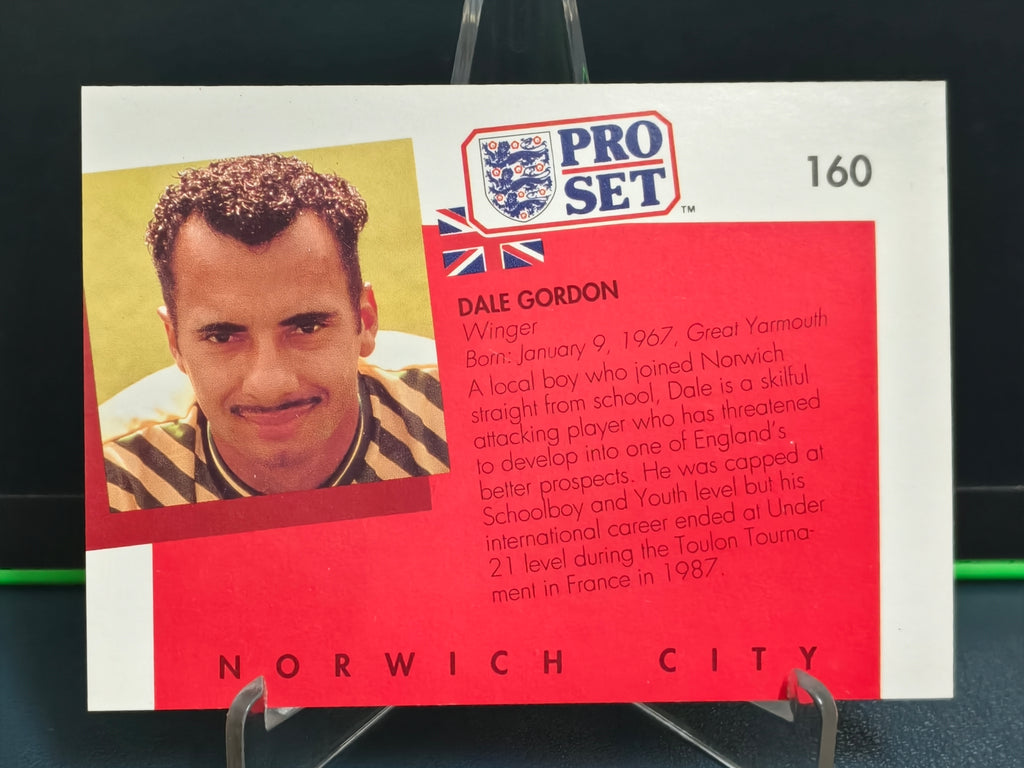 PRO
SET
TM
160
DALE GORDON
Winger
Born: January 9, 1967, Great Yarmouth
A local boy who joined Norwich
straight from school, Dale is a skilful
attacking player who has threatened
to develop into one of England's
better prospects. He was capped at
Schoolboy and Youth level but his
international career ended at Under
21 level during the Toulon Tourna-
ment in France in 1987.
NORWICH CITY